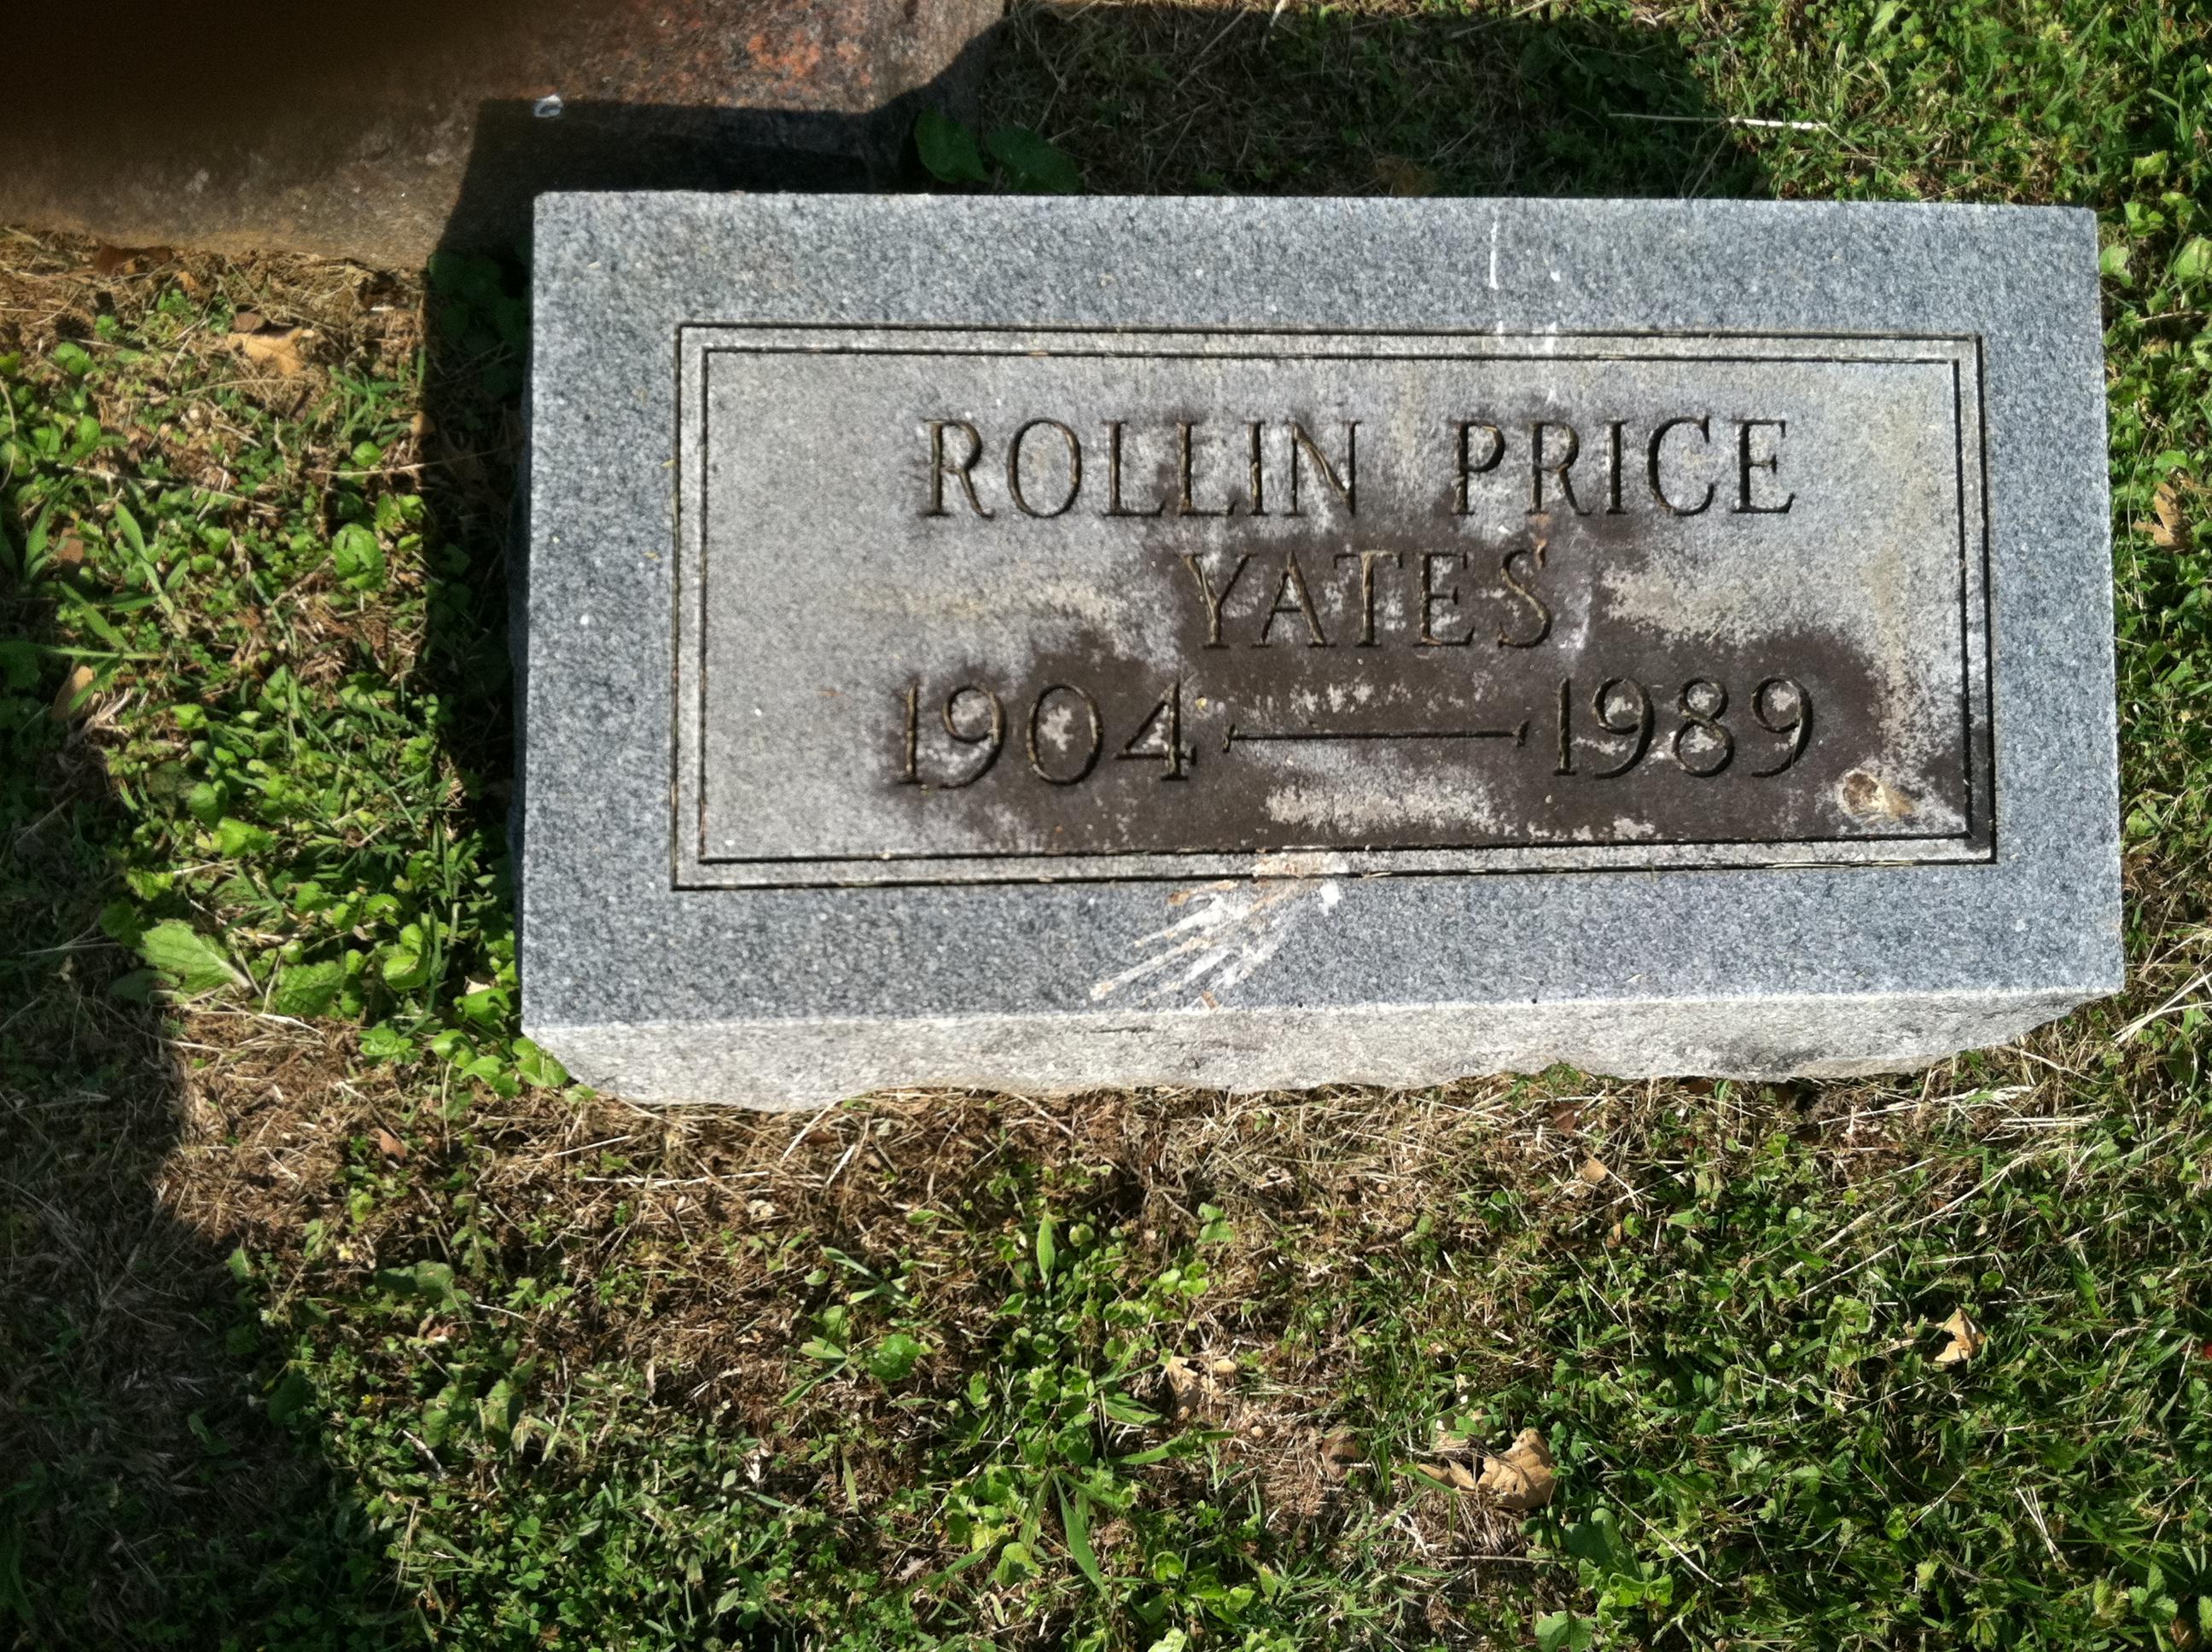 ROLLIN PRICE
YATES
1904 — 1989